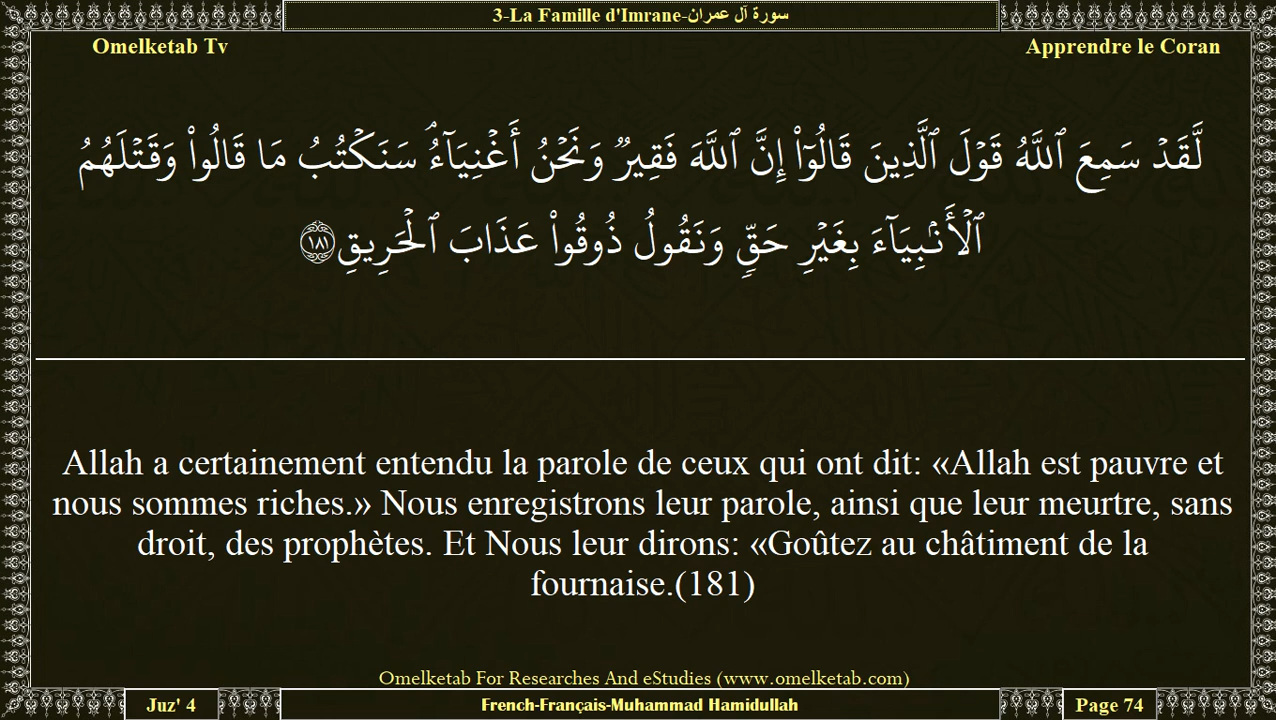 3-La Famille d'Imrane-سورة آل عمران
Omelketab Tv
Apprendre le Coran
لَّقَدۡ سَمِعَ ٱللَّهُ قَوۡلَ ٱلَّذِينَ قَالُوٓاْ إِنَّ ٱللَّهَ فَقِيرٞ وَنَحۡنُ أَغۡنِيَآءُۘ سَنَكۡتُبُ مَا قَالُواْ وَقَتۡلَهُمُ
ٱلۡأَنۢبِيَآءَ بِغَيۡرِ حَقّٖ وَنَقُولُ ذُوقُواْ عَذَابَ ٱلۡحَرِيقِ ١٨١
Allah a certainement entendu la parole de ceux qui ont dit: «Allah est pauvre et
nous sommes riches.» Nous enregistrons leur parole, ainsi que leur meurtre, sans
droit, des prophètes. Et Nous leur dirons: «Goûtez au châtiment de la
fournaise.(181)
Omelketab For Researches And eStudies (www.omelketab.com)
Juz' 4
French-Français-Muhammad Hamidullah
Page 74